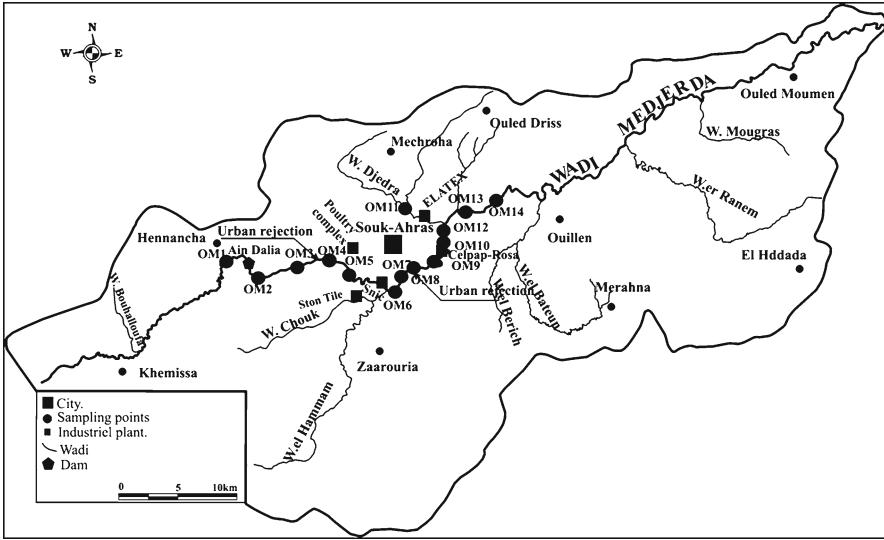 N
W E
S
Ouled Moumen
WADI MEDJERDA
Ouled Driss
W. Mougras
Mechroha
W. Djedra
ELATEX
W.er Ranem
OM11
OM13
OM14
Poultry
complex
Souk-Ahras
OM12
Urban rejection
Hennancha
OM10
Ouillen
Ain Dalia
OM4
Celpap-Rosa
El Hddada
OM1
OM3
OM5
OM7
OM9
OM2
OM8
Snic
Urban rejection
W. Bouhalloufa
Ston Tile
OM6
W.el Berich
W.el Bateun
Merahna
W. Chouk
Zaarouria
Khemissa
W.el Hammam
City.
Sampling points
Industriel plant.
Wadi
Dam
0 5 10km